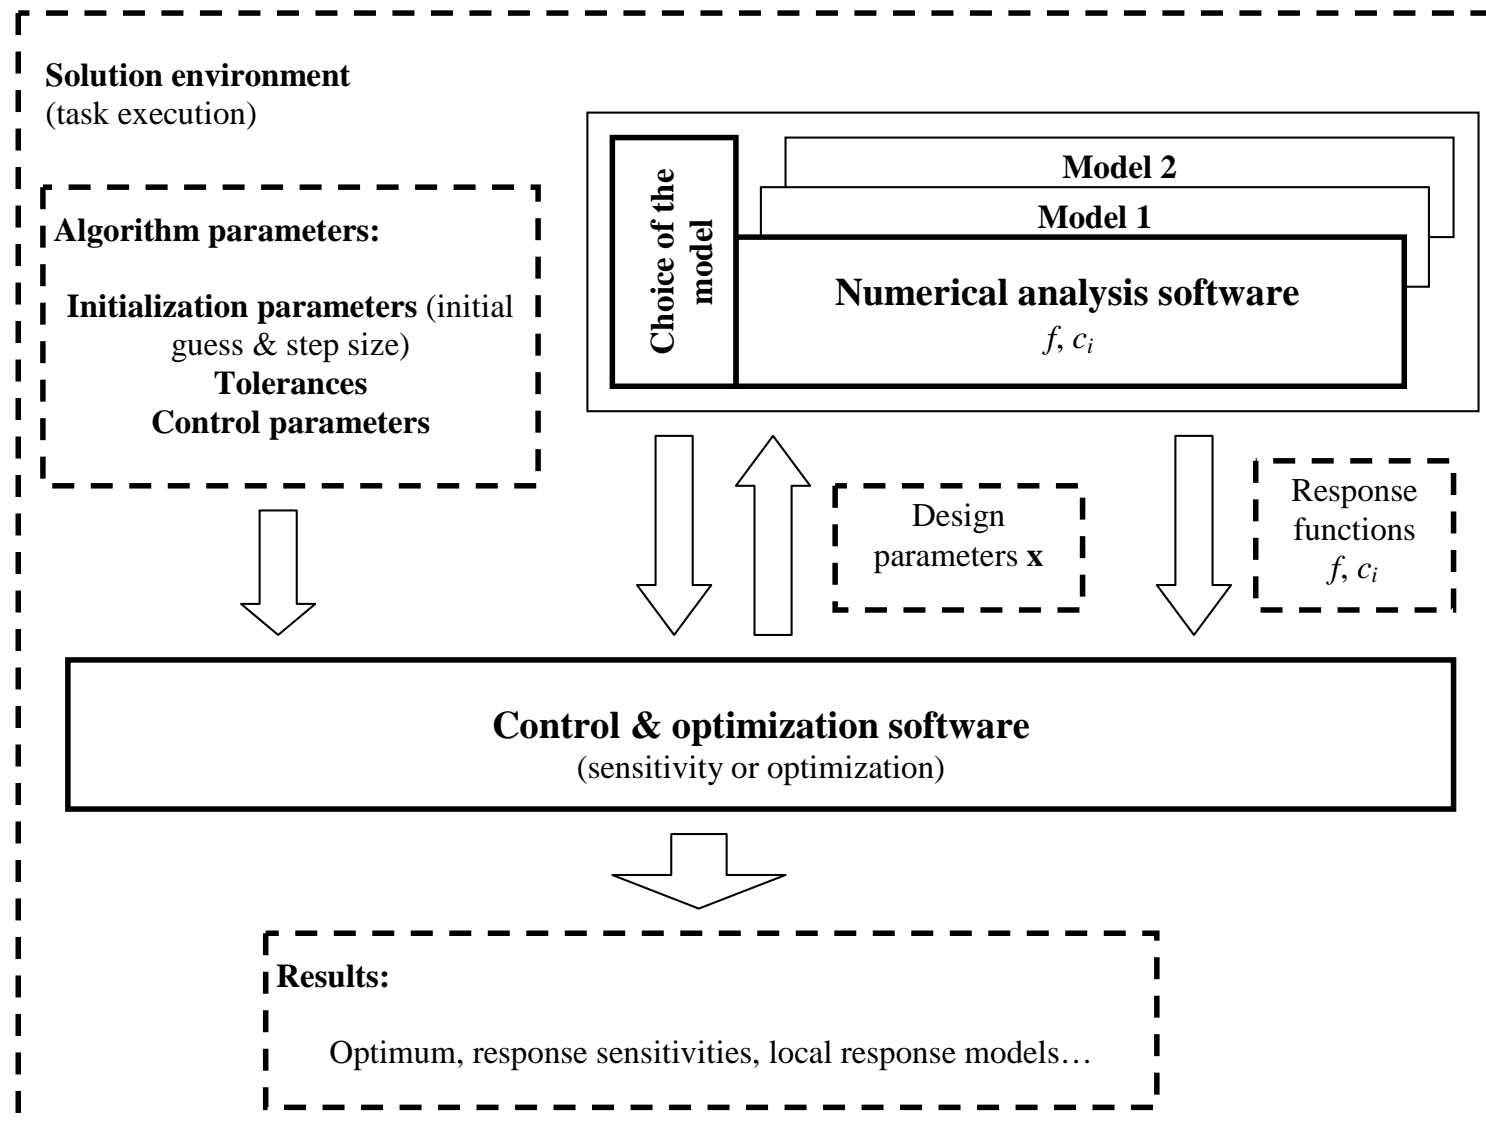 Solution environment
(task execution)
Algorithm parameters:
Initialization parameters (initial
guess & step size)
Tolerances
Control parameters
Choice of the
model
Model 2
Model 1
Numerical analysis software
f, cᵢ
Design
parameters x
Response
functions
f, cᵢ
Control & optimization software
(sensitivity or optimization)
Results:
Optimum, response sensitivities, local response models…